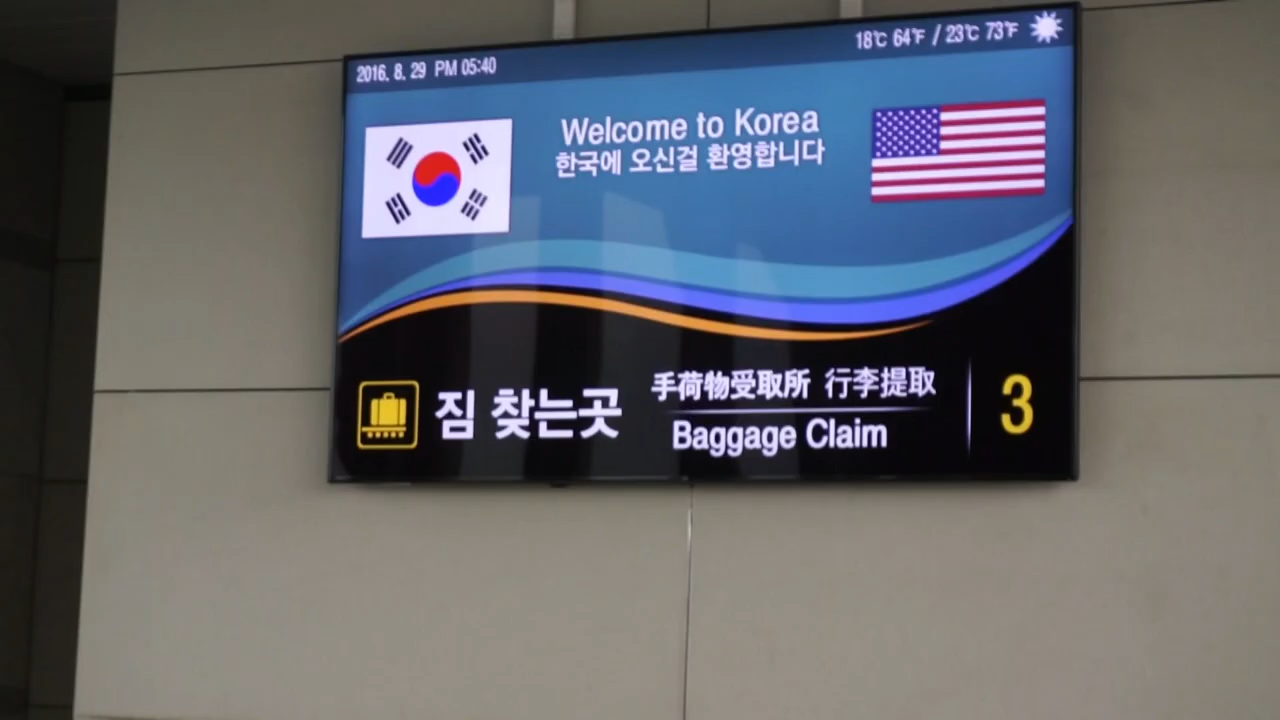 2016. 8. 29 PM 05:40
18℃ 64℉ / 23℃ 73℉
Welcome to Korea
한국에 오신걸 환영합니다
짐 찾는곳
手荷物受取所 行李提取
Baggage Claim
3